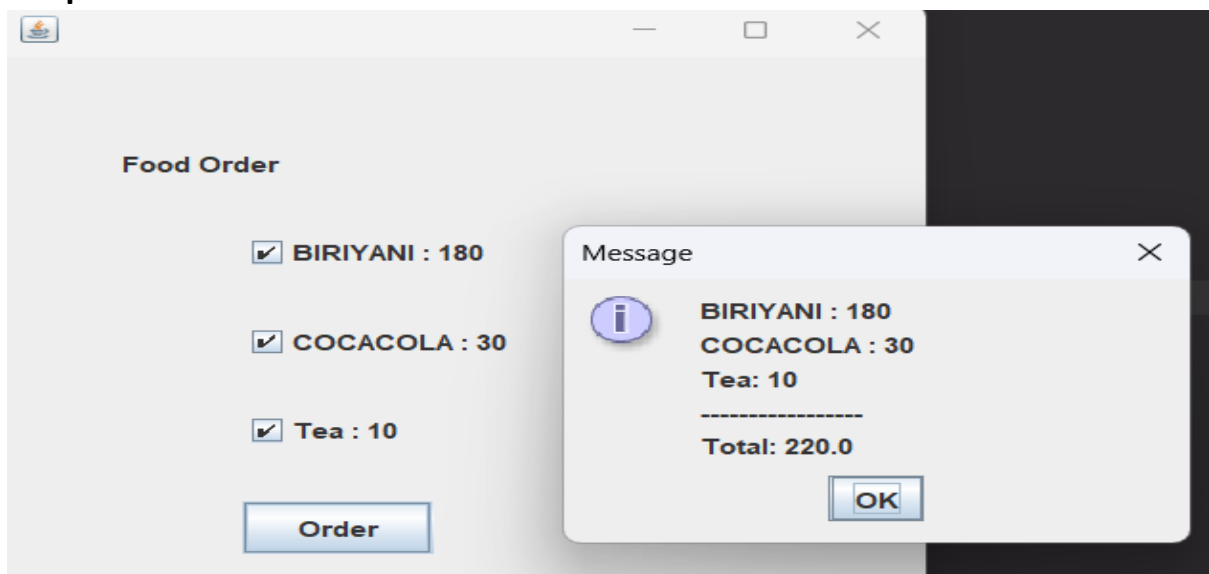 Food Order
BIRIYANI : 180
COCACOLA : 30
Tea : 10
Order
Message
BIRIYANI : 180
COCACOLA : 30
Tea: 10
-----------------
Total: 220.0
OK